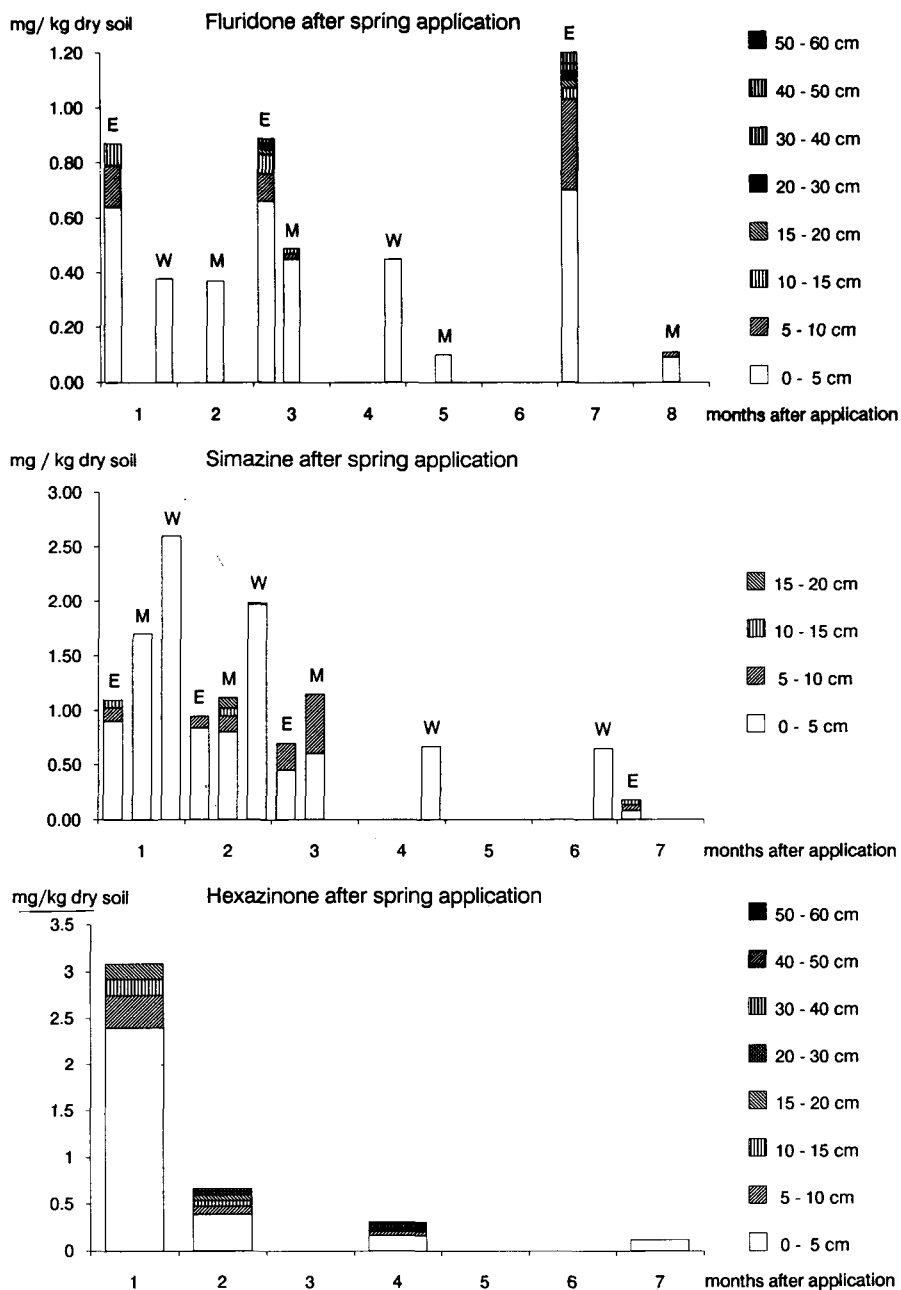 mg/ kg dry soil Fluridone after spring application
1.20
1.00
0.80
0.60
0.40
0.20
0.00
E
W
M
E
M
W
M
E
M
1 2 3 4 5 6 7 8 months after application
50 - 60 cm
40 - 50 cm
30 - 40 cm
20 - 30 cm
15 - 20 cm
10 - 15 cm
5 - 10 cm
0 - 5 cm
mg / kg dry soil Simazine after spring application
3.00
2.50
2.00
1.50
1.00
0.50
0.00
E
M
W
E
M
W
E
M
W
W
E
1 2 3 4 5 6 7 months after application
15 - 20 cm
10 - 15 cm
5 - 10 cm
0 - 5 cm
mg/kg dry soil Hexazinone after spring application
3.5
3
2.5
2
1.5
1
0.5
0
1 2 3 4 5 6 7 months after application
50 - 60 cm
40 - 50 cm
30 - 40 cm
20 - 30 cm
15 - 20 cm
10 - 15 cm
5 - 10 cm
0 - 5 cm